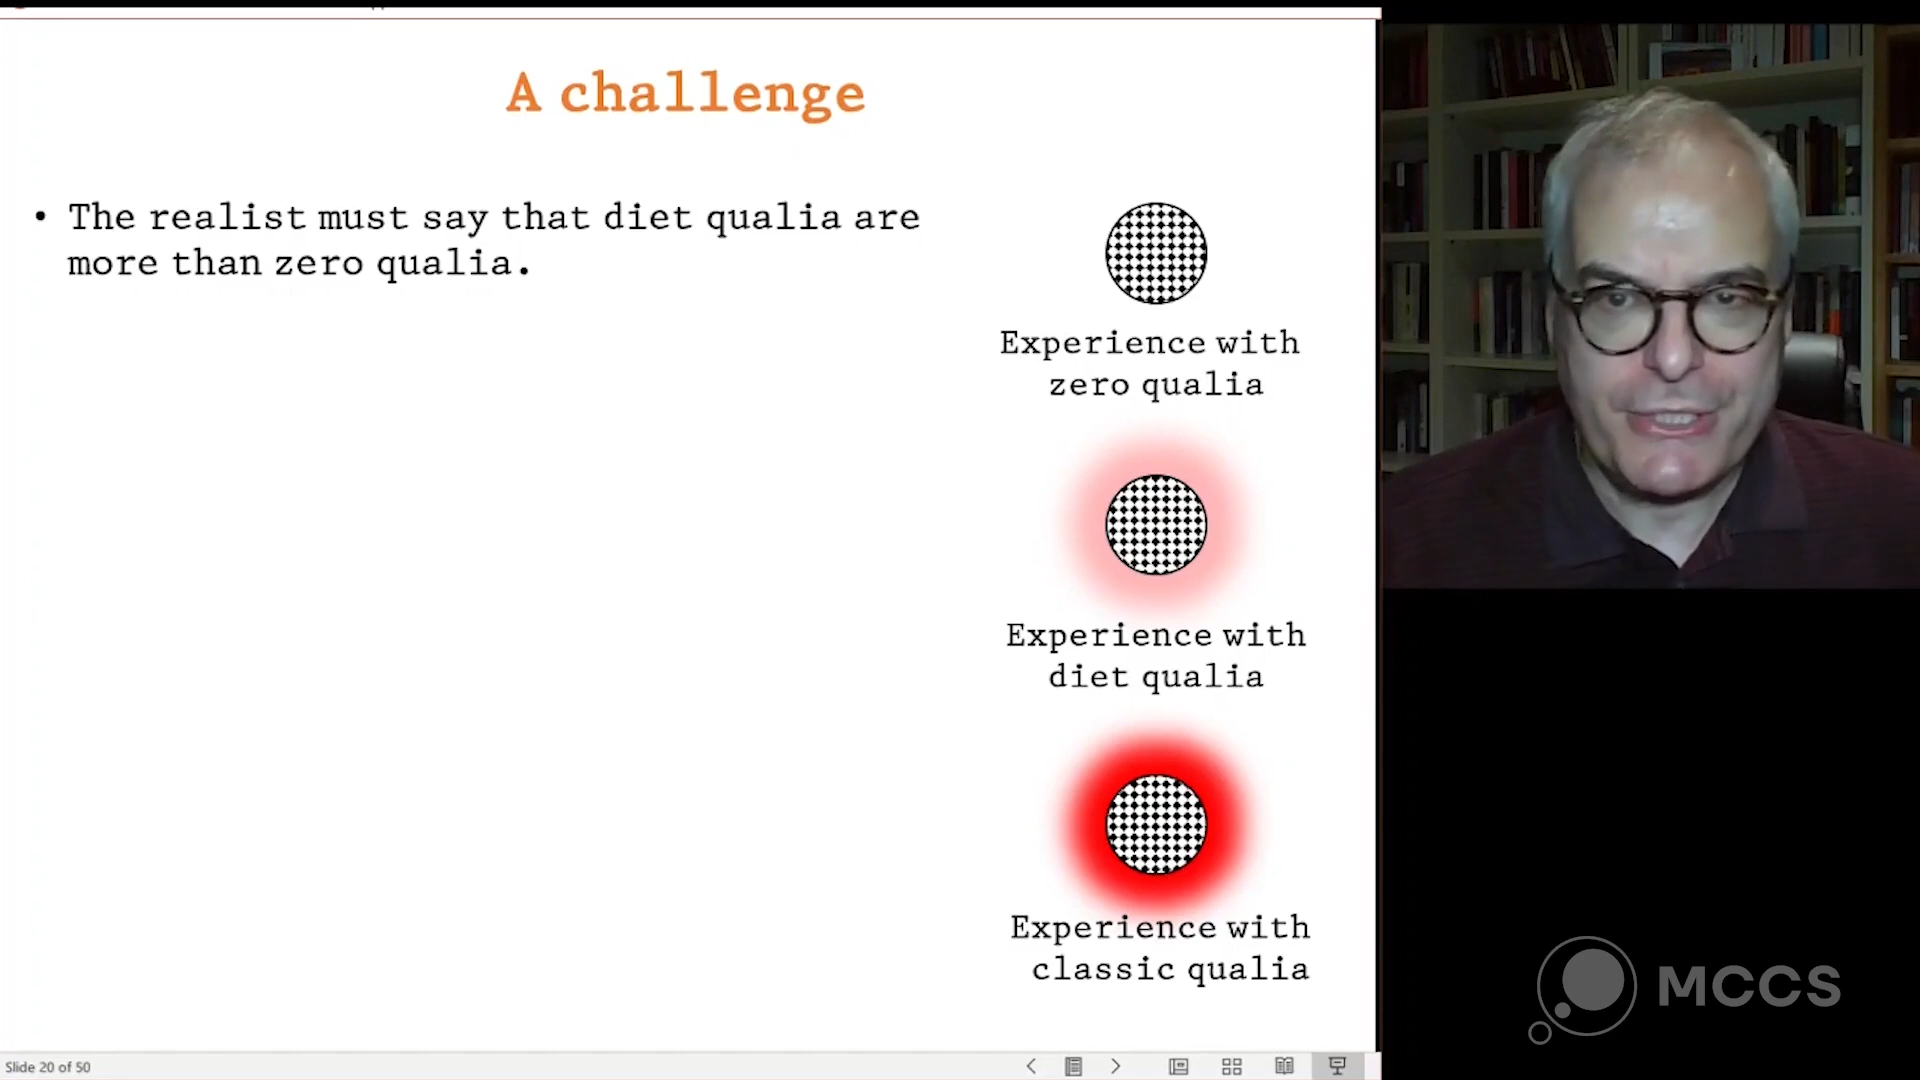 A challenge
• The realist must say that diet qualia are
more than zero qualia.
Experience with
zero qualia
Experience with
diet qualia
Experience with
classic qualia
MCCS
Slide 20 of 50